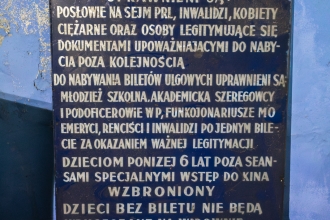 UPRAWNIENI SĄ
POSŁOWIE NA SEJM PRL, INWALIDZI, KOBIETY
CIĘŻARNE ORAZ OSOBY LEGITYMUJĄCE SIĘ
DOKUMENTAMI UPOWAŻNIAJĄCYMI DO NABY-
CIA POZA KOLEJNOŚCIĄ
DO NABYWANIA BILETÓW ULGOWYCH UPRAWNIENI SĄ
MŁODZIEŻ SZKOLNA. AKADEMICKA SZEREGOWCY
I PODOFICEROWIE W P, FUNKCJONARIUSZE MO
EMERYCI, RENCIŚCI I INWALIDZI PO JEDNYM BILE-
CIE ZA OKAZANIEM WAŻNEJ LEGITYMACJI
DZIECIOM PONIŻEJ 6 LAT POZA SEAN-
SAMI SPECJALNYMI WSTĘP DO KINA
WZBRONIONY
DZIECI BEZ BILETU NIE BĘDĄ